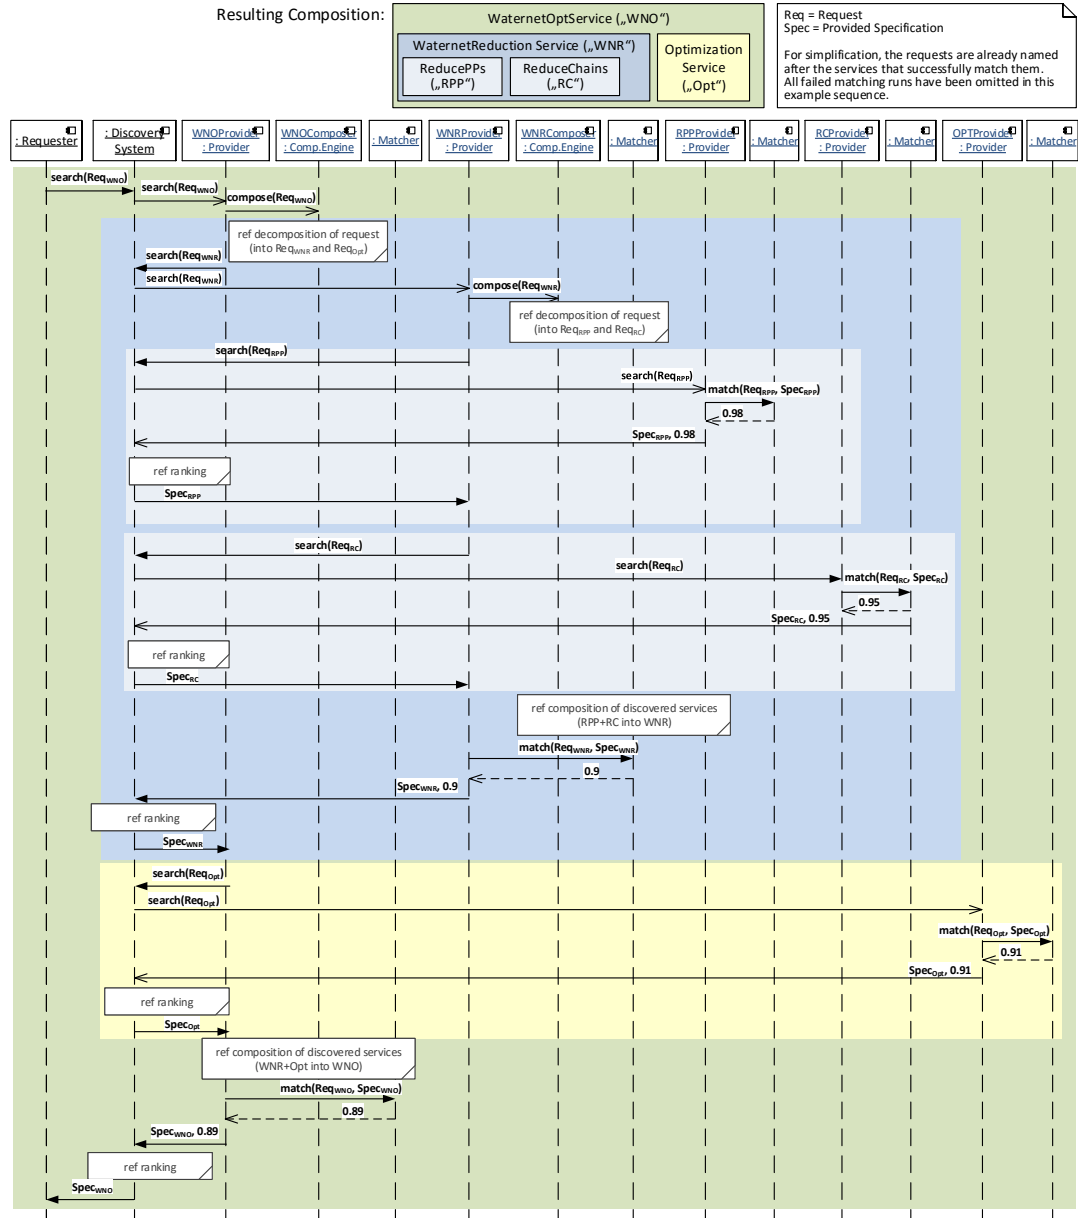 Resulting Composition:
WaternetOptService („WNO“)
WaternetReduction Service („WNR“)
ReducePPs
(„RPP“)
ReduceChains
(„RC“)
Optimization
Service
(„Opt“)
Req = Request
Spec = Provided Specification
For simplification, the requests are already named
after the services that successfully match them.
All failed matching runs have been omitted in this
example sequence.
: Requester
: Discovery
System
WNOProvider
: Provider
WNOComposer
: Comp.Engine
: Matcher
WNRProvider
: Provider
WNRComposer
: Comp.Engine
: Matcher
RPPProvider
: Provider
: Matcher
RCProvider
: Provider
: Matcher
OPTProvider
: Provider
: Matcher
search(ReqWNO)
search(ReqWNO)
compose(ReqWNO)
ref decomposition of request
(into ReqWNR and ReqOpt)
search(ReqWNR)
search(ReqWNR)
compose(ReqWNR)
ref decomposition of request
(into ReqRPP and ReqRC)
search(ReqRPP)
search(ReqRPP)
match(ReqRPP, SpecRPP)
0.98
SpecRPP, 0.98
ref ranking
SpecRPP
search(ReqRC)
search(ReqRC)
match(ReqRC, SpecRC)
0.95
SpecRC, 0.95
ref ranking
SpecRC
ref composition of discovered services
(RPP+RC into WNR)
match(ReqWNR, SpecWNR)
0.9
SpecWNR, 0.9
ref ranking
SpecWNR
search(ReqOpt)
search(ReqOpt)
match(ReqOpt, SpecOpt)
0.91
SpecOpt, 0.91
ref ranking
SpecOpt
ref composition of discovered services
(WNR+Opt into WNO)
match(ReqWNO, SpecWNO)
0.89
SpecWNO, 0.89
ref ranking
SpecWNO